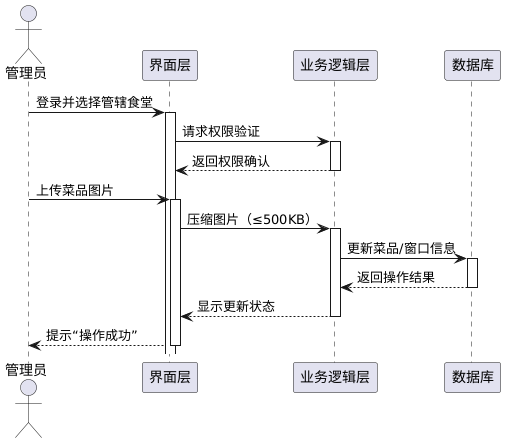 管理员
界面层
业务逻辑层
数据库
登录并选择管辖食堂
请求权限验证
返回权限确认
上传菜品图片
压缩图片（≤500KB）
更新菜品/窗口信息
返回操作结果
显示更新状态
提示“操作成功”
管理员
界面层
业务逻辑层
数据库